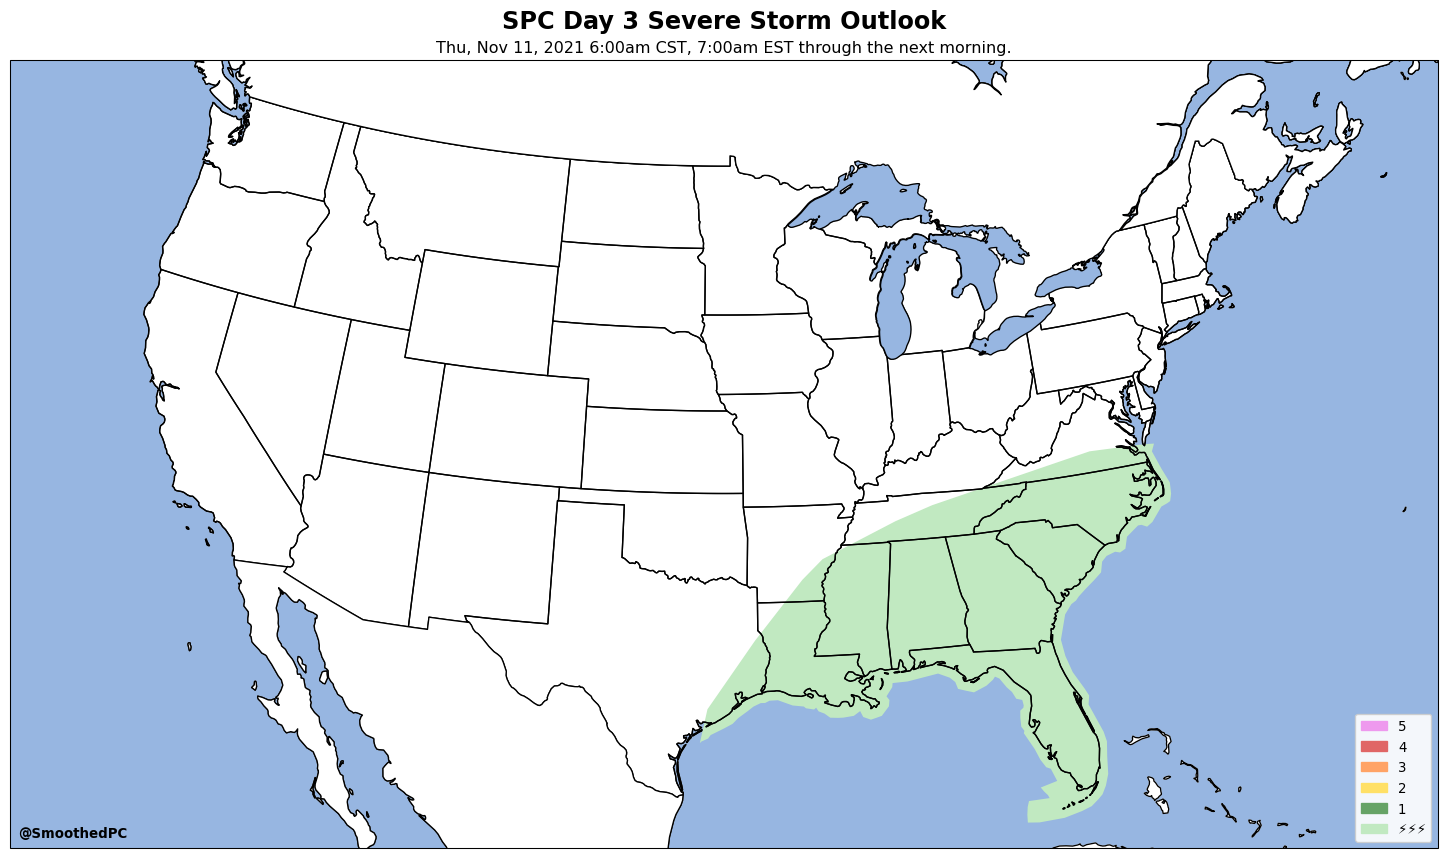 SPC Day 3 Severe Storm Outlook
Thu, Nov 11, 2021 6:00am CST, 7:00am EST through the next morning.
5
4
3
2
1
⚡⚡⚡
@SmoothedPC